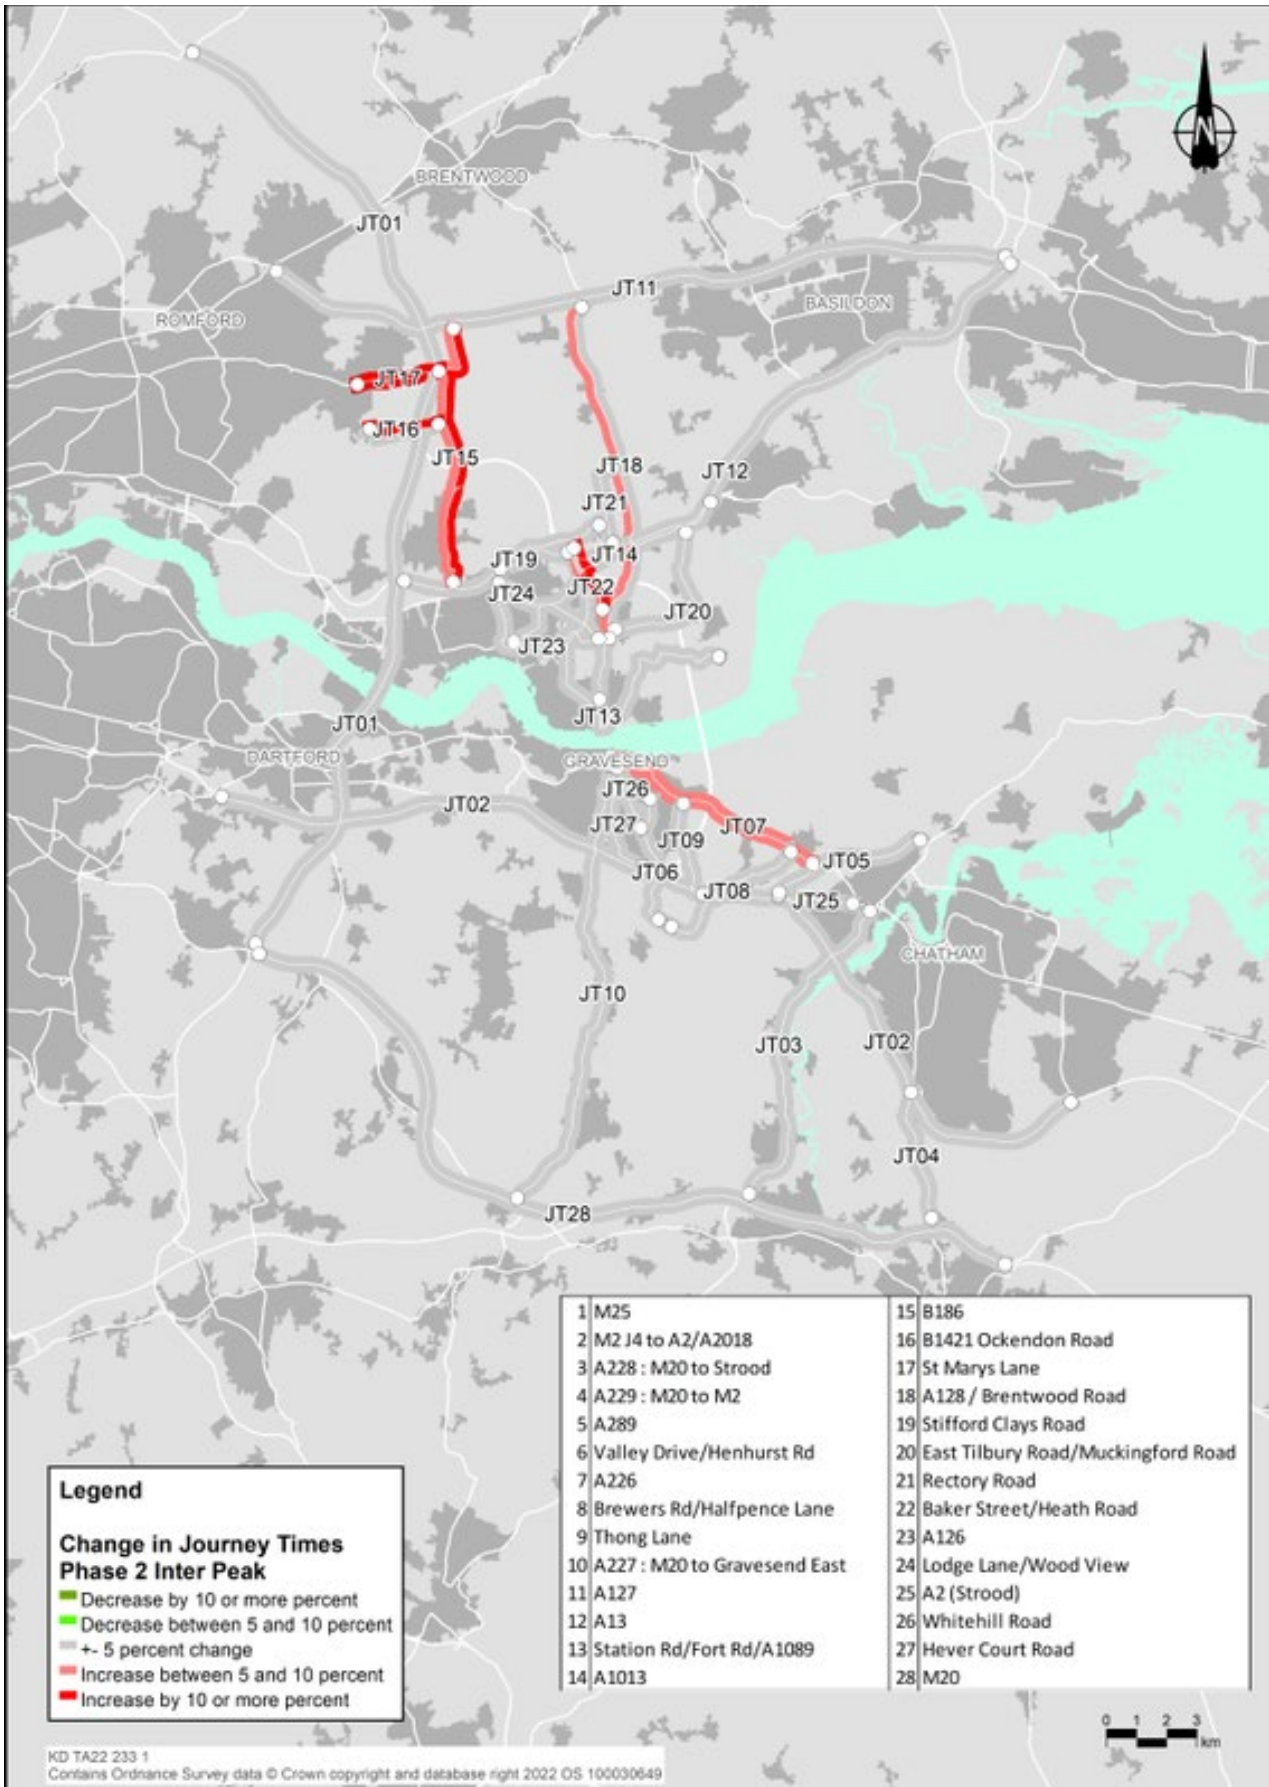 N
BRENTWOOD
JT01
JT11
BASILDON
ROMFORD
JT17
JT16
JT15
JT18
JT12
JT21
JT19
JT14
JT24
JT22
JT20
JT23
JT13
JT01
DARTFORD
GRAVESEND
JT26
JT02
JT27
JT09
JT07
JT06
JT08
JT05
JT25
CHATHAM
JT10
JT03
JT02
JT04
JT28
1 M25
2 M2 J4 to A2/A2018
3 A228 : M20 to Strood
4 A229 : M20 to M2
5 A289
6 Valley Drive/Henhurst Rd
7 A226
8 Brewers Rd/Halfpence Lane
9 Thong Lane
10 A227 : M20 to Gravesend East
11 A127
12 A13
13 Station Rd/Fort Rd/A1089
14 A1013
15 B186
16 B1421 Ockendon Road
17 St Marys Lane
18 A128 / Brentwood Road
19 Stifford Clays Road
20 East Tilbury Road/Muckingford Road
21 Rectory Road
22 Baker Street/Heath Road
23 A126
24 Lodge Lane/Wood View
25 A2 (Strood)
26 Whitehill Road
27 Hever Court Road
28 M20
Legend
Change in Journey Times
Phase 2 Inter Peak
Decrease by 10 or more percent
Decrease between 5 and 10 percent
+- 5 percent change
Increase between 5 and 10 percent
Increase by 10 or more percent
0 1 2 3
km
KD TA22 233 1
Contains Ordnance Survey data © Crown copyright and database right 2022 OS 100030649